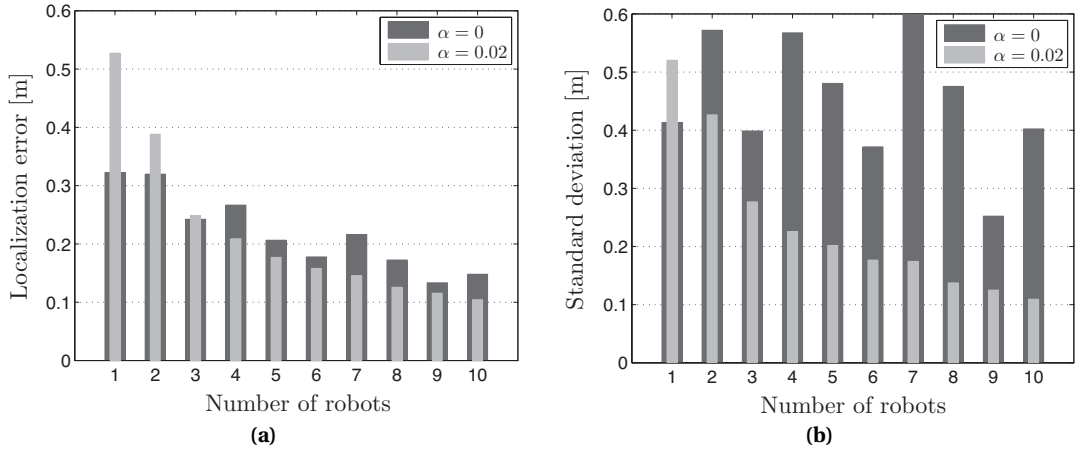 0.6
0.5
0.4
0.3
0.2
0.1
0
Localization error [m]
α = 0
α = 0.02
1 2 3 4 5 6 7 8 9 10
Number of robots
(a)
0.6
0.5
0.4
0.3
0.2
0.1
0
Standard deviation [m]
α = 0
α = 0.02
1 2 3 4 5 6 7 8 9 10
Number of robots
(b)